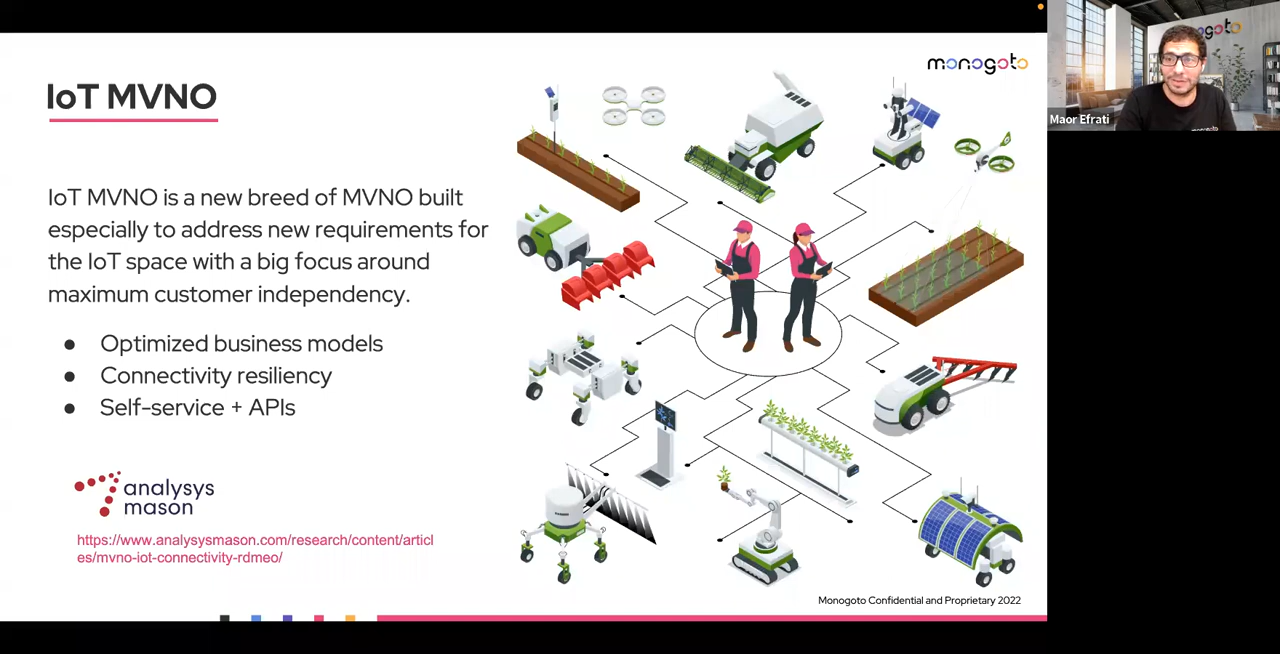 monogoto
IoT MVNO
IoT MVNO is a new breed of MVNO built
especially to address new requirements for
the IoT space with a big focus around
maximum customer independency.
● Optimized business models
● Connectivity resiliency
● Self-service + APIs
analysys
mason
https://www.analysysmason.com/research/content/articl
es/mvno-iot-connectivity-rdmeo/
Monogoto Confidential and Proprietary 2022
Maor Efrati
monogoto